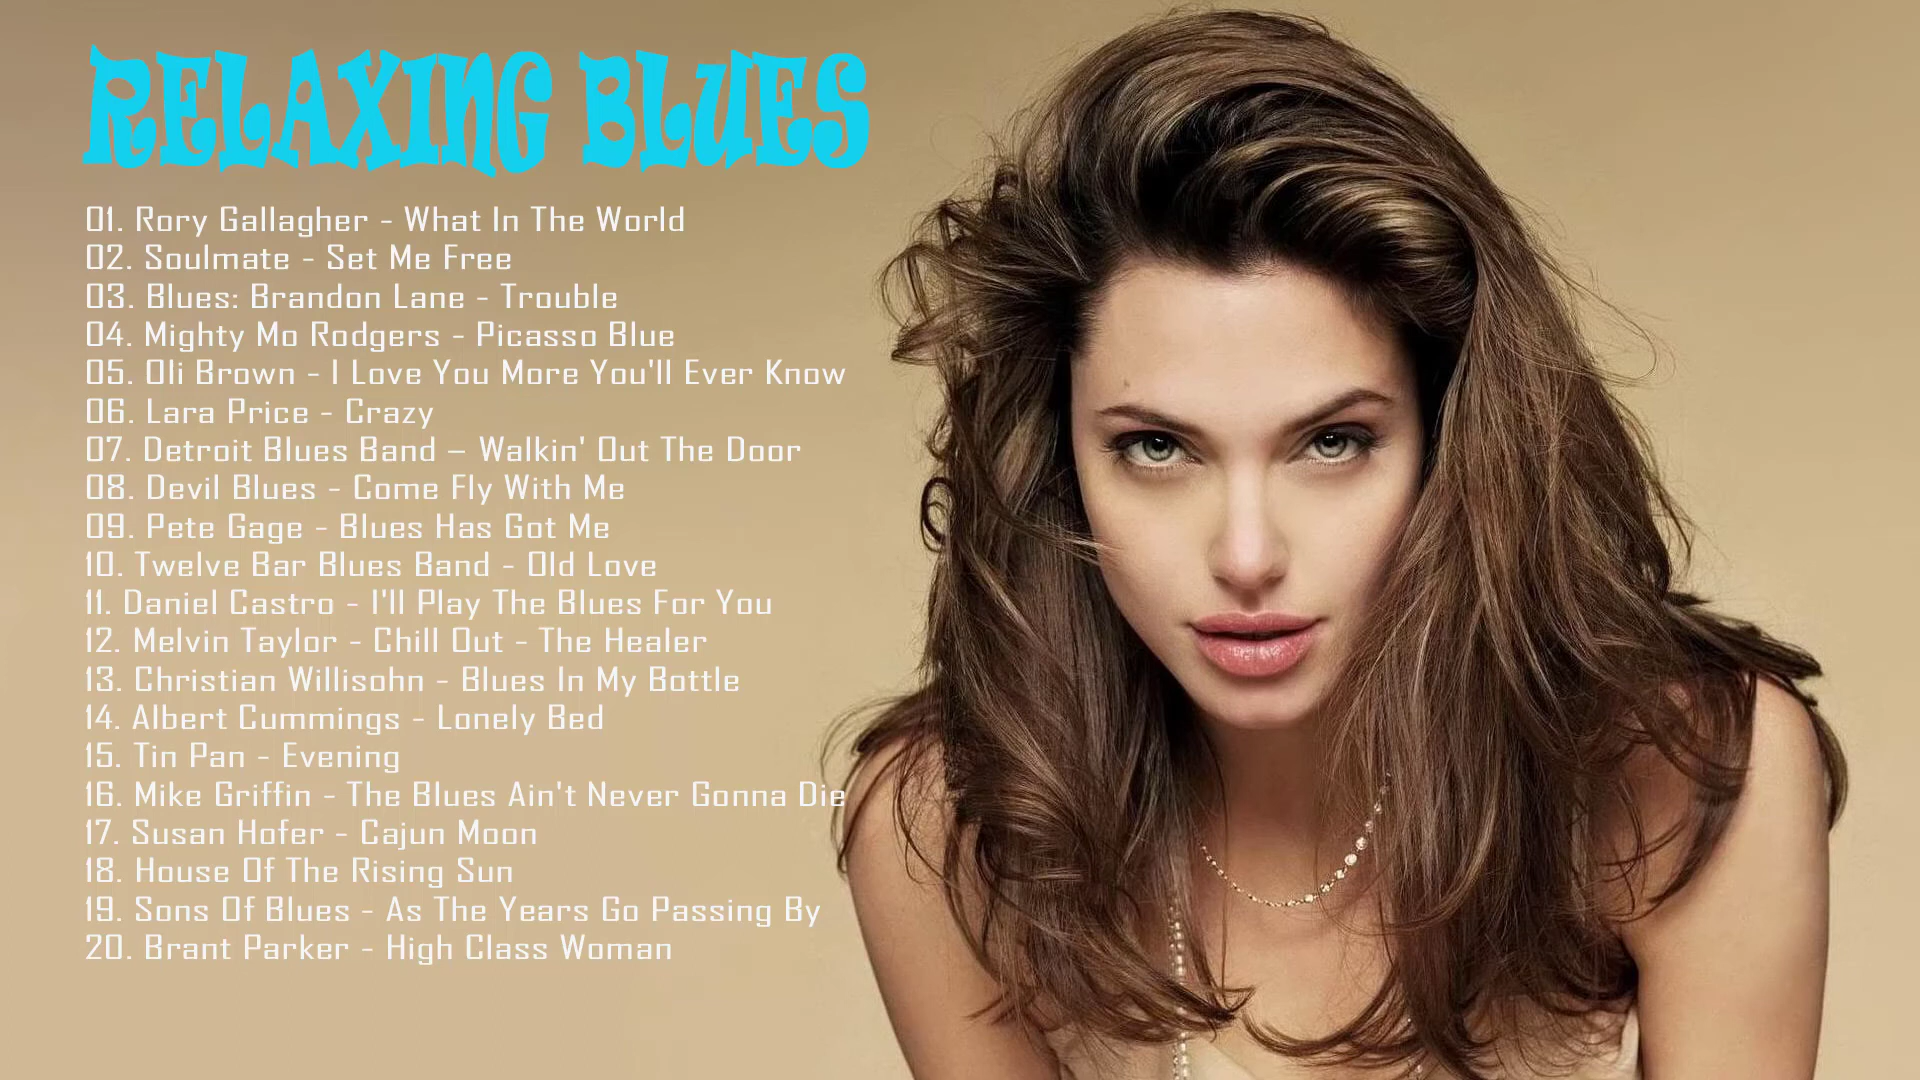 RELAXING BLUES
01. Rory Gallagher - What In The World
02. Soulmate - Set Me Free
03. Blues: Brandon Lane - Trouble
04. Mighty Mo Rodgers - Picasso Blue
05. Oli Brown - I Love You More You'll Ever Know
06. Lara Price - Crazy
07. Detroit Blues Band – Walkin' Out The Door
08. Devil Blues - Come Fly With Me
09. Pete Gage - Blues Has Got Me
10. Twelve Bar Blues Band - Old Love
11. Daniel Castro - I'll Play The Blues For You
12. Melvin Taylor - Chill Out - The Healer
13. Christian Willisohn - Blues In My Bottle
14. Albert Cummings - Lonely Bed
15. Tin Pan - Evening
16. Mike Griffin - The Blues Ain't Never Gonna Die
17. Susan Hofer - Cajun Moon
18. House Of The Rising Sun
19. Sons Of Blues - As The Years Go Passing By
20. Brant Parker - High Class Woman